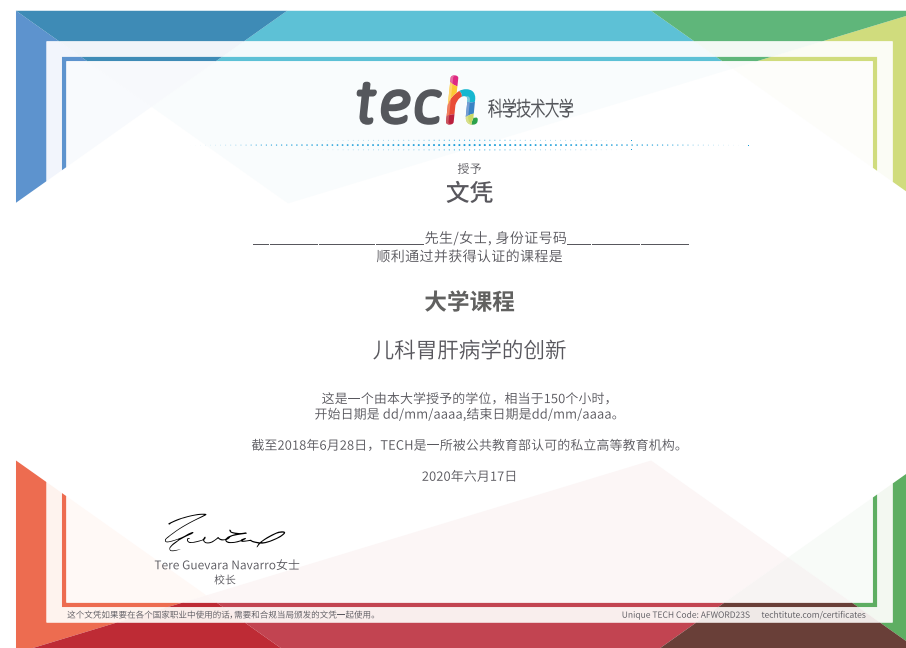 tech 科学技术大学
授予
文凭
先生/女士, 身份证号码
顺利通过并获得认证的课程是
大学课程
儿科胃肝病学的创新
这是一个由本大学授予的学位，相当于150个小时，
开始日期是 dd/mm/aaaa,结束日期是dd/mm/aaaa。
截至2018年6月28日，TECH是一所被公共教育部认可的私立高等教育机构。
2020年六月17日
Tere Guevara Navarro女士
校长
这个文凭如果要在各个国家职业中使用的话,需要和合规当局颁发的文凭一起使用。
Unique TECH Code: AFWORD23S techtitute.com/certificates